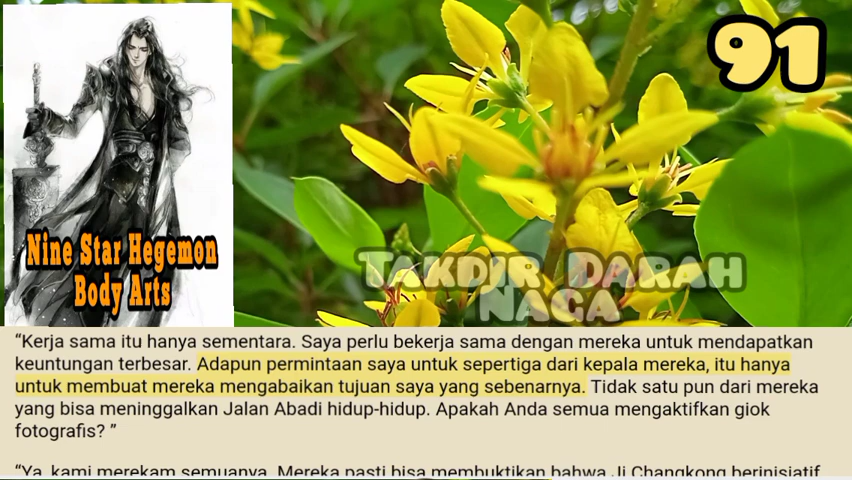 91
Nine Star Hegemon
Body Arts
Takdir Darah
Naga
“Kerja sama itu hanya sementara. Saya perlu bekerja sama dengan mereka untuk mendapatkan
keuntungan terbesar. Adapun permintaan saya untuk sepertiga dari kepala mereka, itu hanya
untuk membuat mereka mengabaikan tujuan saya yang sebenarnya. Tidak satu pun dari mereka
yang bisa meninggalkan Jalan Abadi hidup-hidup. Apakah Anda semua mengaktifkan giok
fotografis? ”
“Ya, kami merekam semuanya. Mereka pasti bisa membuktikan bahwa Ji Changkong berinisiatif